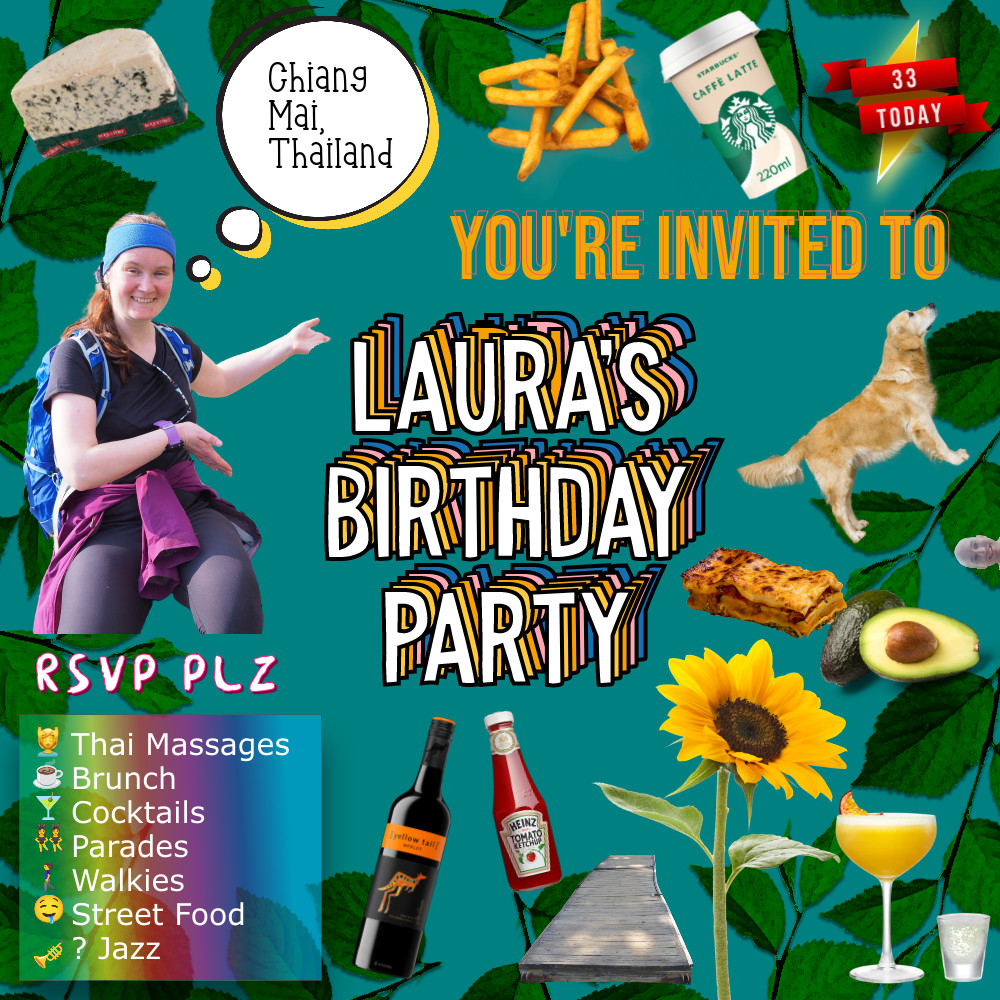 Chiang
Mai,
Thailand
STARBUCKS
CAFFÈ LATTE
220ml
33
TODAY
YOU'RE INVITED TO
LAURA'S
BIRTHDAY
PARTY
RSVP PLZ
Thai Massages
Brunch
Cocktails
Parades
Walkies
Street Food
? Jazz
[yellow tail]
MERLOT
HEINZ
TOMATO
KETCHUP